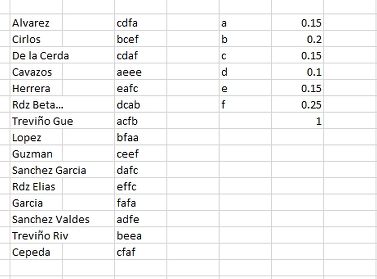 Alvarez cdfa a 0.15
Cirlos bcef b 0.2
De la Cerda cdaf c 0.15
Cavazos aeee d 0.1
Herrera eafc e 0.15
Rdz Beta... dcab f 0.25
Treviño Gue acfb 1
Lopez bfaa
Guzman ceef
Sanchez Garcia dafc
Rdz Elias effc
Garcia fafa
Sanchez Valdes adfe
Treviño Riv beea
Cepeda cfaf